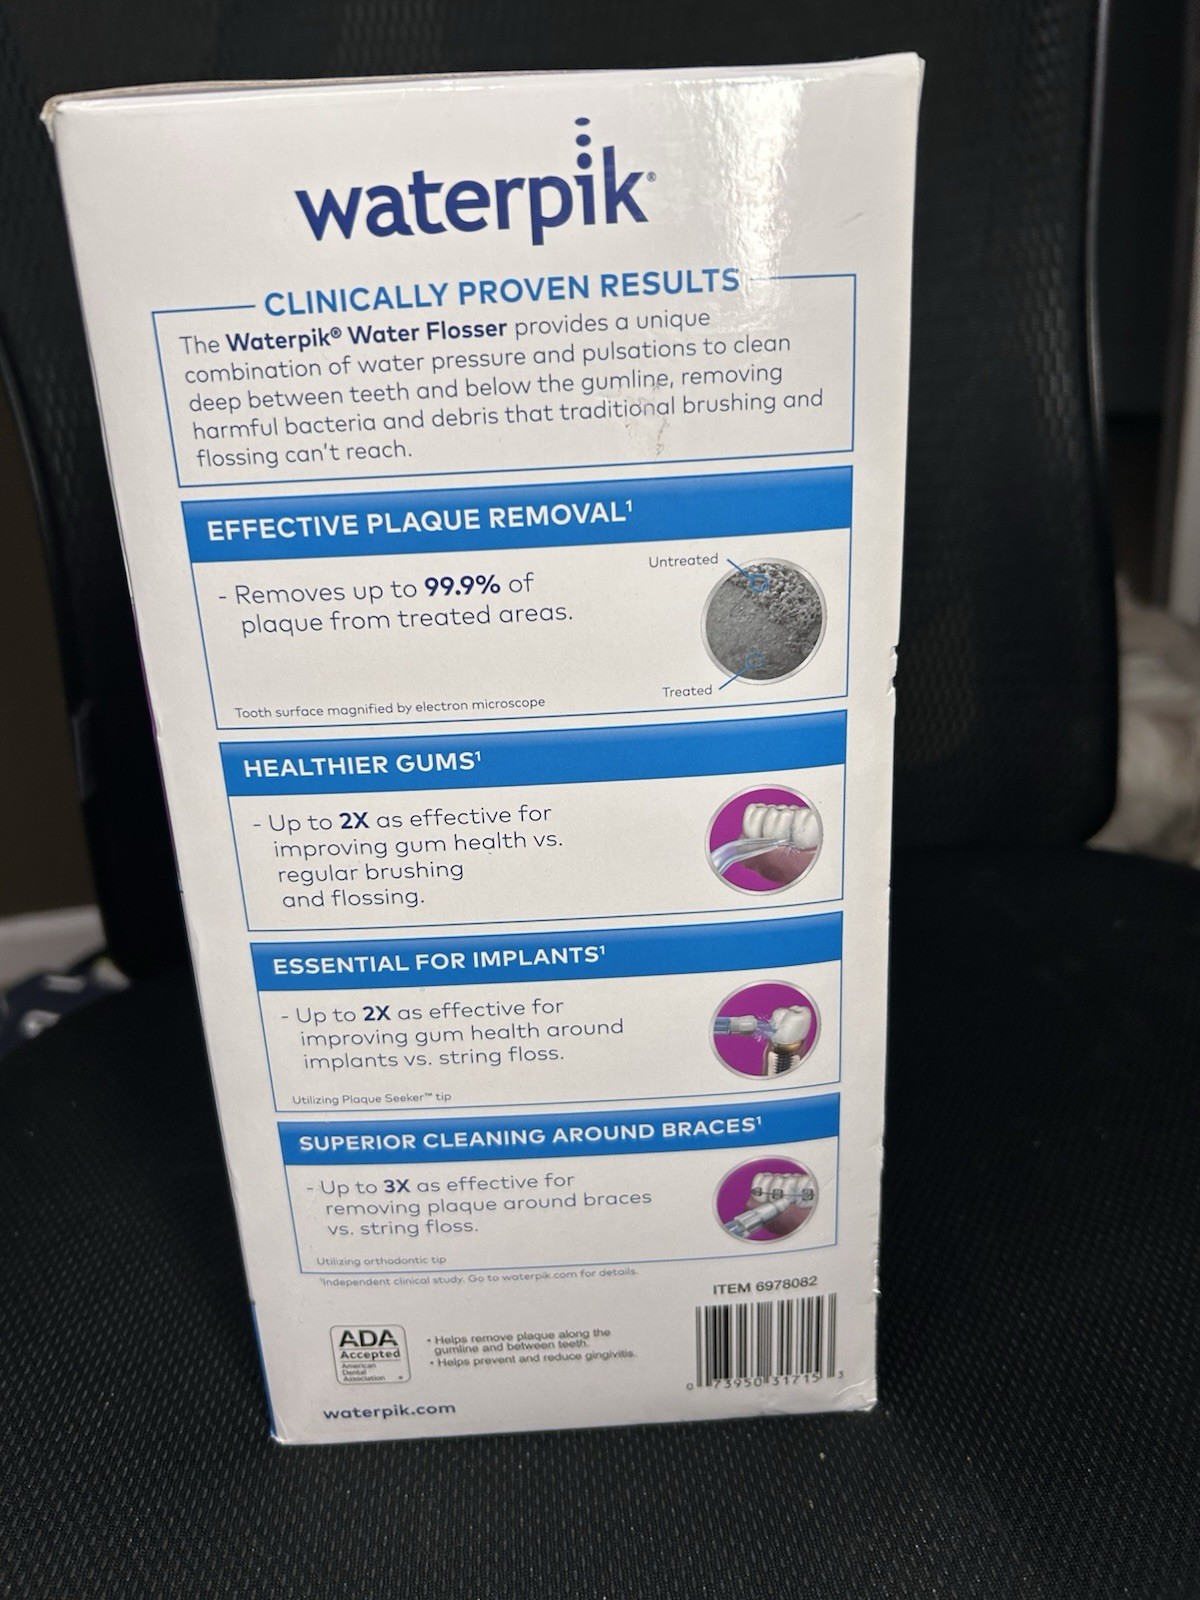 waterpik®
CLINICALLY PROVEN RESULTS
The Waterpik® Water Flosser provides a unique
combination of water pressure and pulsations to clean
deep between teeth and below the gumline, removing
harmful bacteria and debris that traditional brushing and
flossing can't reach.
EFFECTIVE PLAQUE REMOVAL¹
- Removes up to 99.9% of
plaque from treated areas.
Untreated
Treated
Tooth surface magnified by electron microscope
HEALTHIER GUMS¹
- Up to 2X as effective for
improving gum health vs.
regular brushing
and flossing.
ESSENTIAL FOR IMPLANTS¹
- Up to 2X as effective for
improving gum health around
implants vs. string floss.
Utilizing Plaque Seeker™ tip
SUPERIOR CLEANING AROUND BRACES¹
- Up to 3X as effective for
removing plaque around braces
vs. string floss.
Utilizing orthodontic tip
¹Independent clinical study. Go to waterpik.com for details.
ITEM 6978082
ADA
Accepted
American
Dental
Association ®
• Helps remove plaque along the
gumline and between teeth.
• Helps prevent and reduce gingivitis.
0 73950 31715 3
waterpik.com